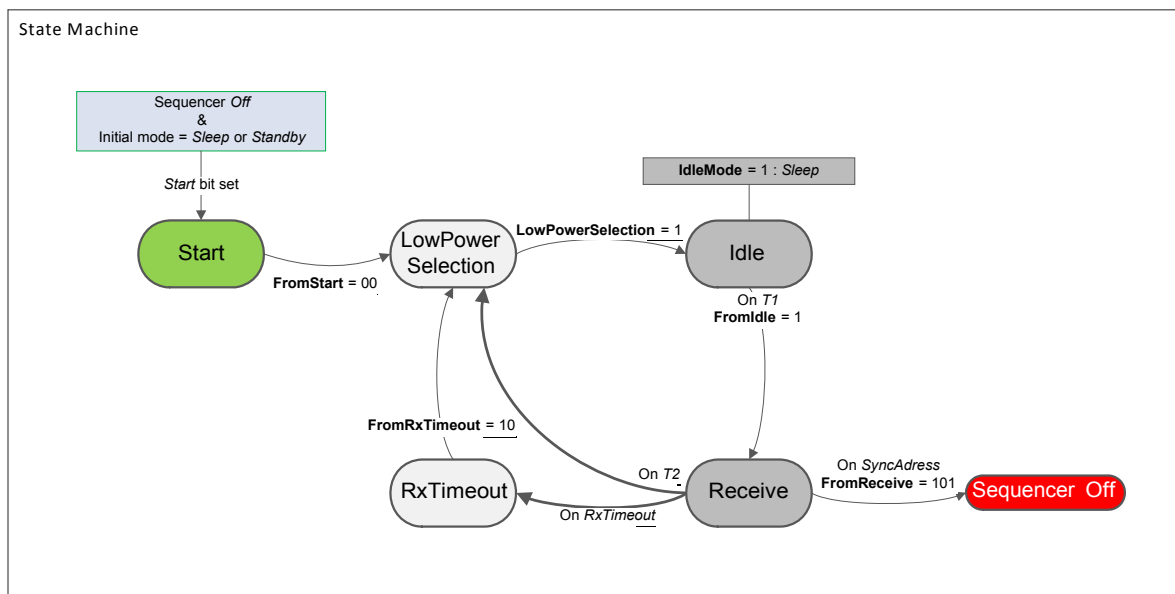 State Machine
Sequencer Off
&
Initial mode = Sleep or Standby
Start bit set
IdleMode = 1 : Sleep
Start
FromStart = 00
LowPower
Selection
LowPowerSelection = 1
Idle
On T1
FromIdle = 1
FromRxTimeout = 10
On T2
RxTimeout
On RxTimeout
Receive
On SyncAdress
FromReceive = 101
Sequencer Off